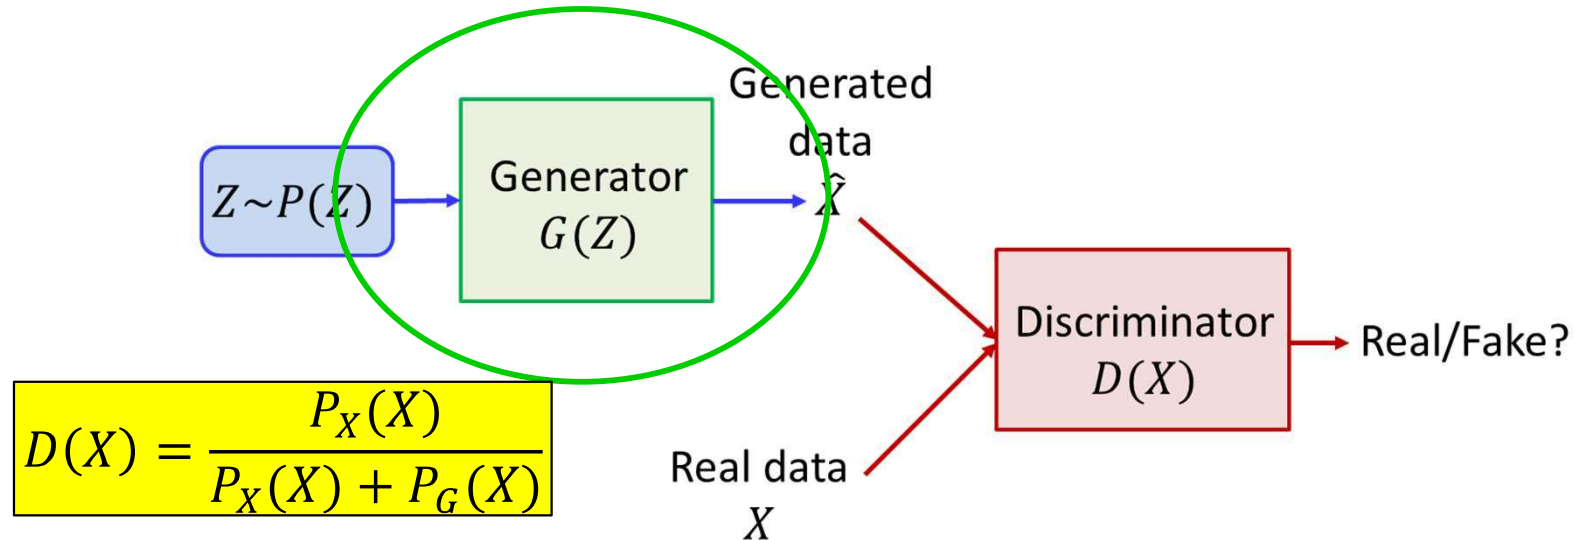 Generated
data
X̂
Z~P(Z)
Generator
G(Z)
Discriminator
D(X)
Real/Fake?
D(X) = P_X(X) / (P_X(X) + P_G(X))
Real data
X